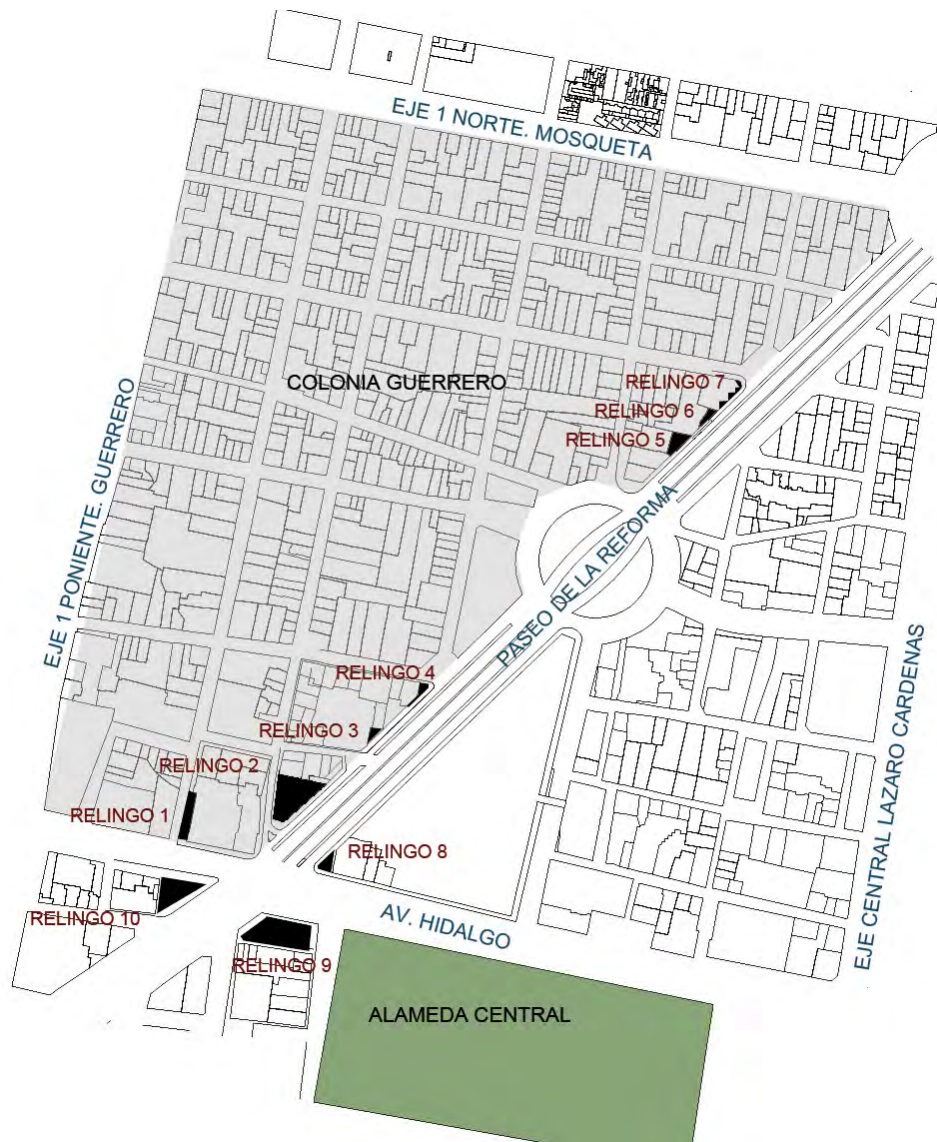 EJE 1 NORTE. MOSQUETA
COLONIA GUERRERO
RELINGO 7
RELINGO 6
RELINGO 5
EJE 1 PONIENTE. GUERRERO
PASEO DE LA REFORMA
RELINGO 4
RELINGO 3
RELINGO 2
RELINGO 1
RELINGO 8
EJE CENTRAL LAZARO CARDENAS
RELINGO 10
AV. HIDALGO
RELINGO 9
ALAMEDA CENTRAL